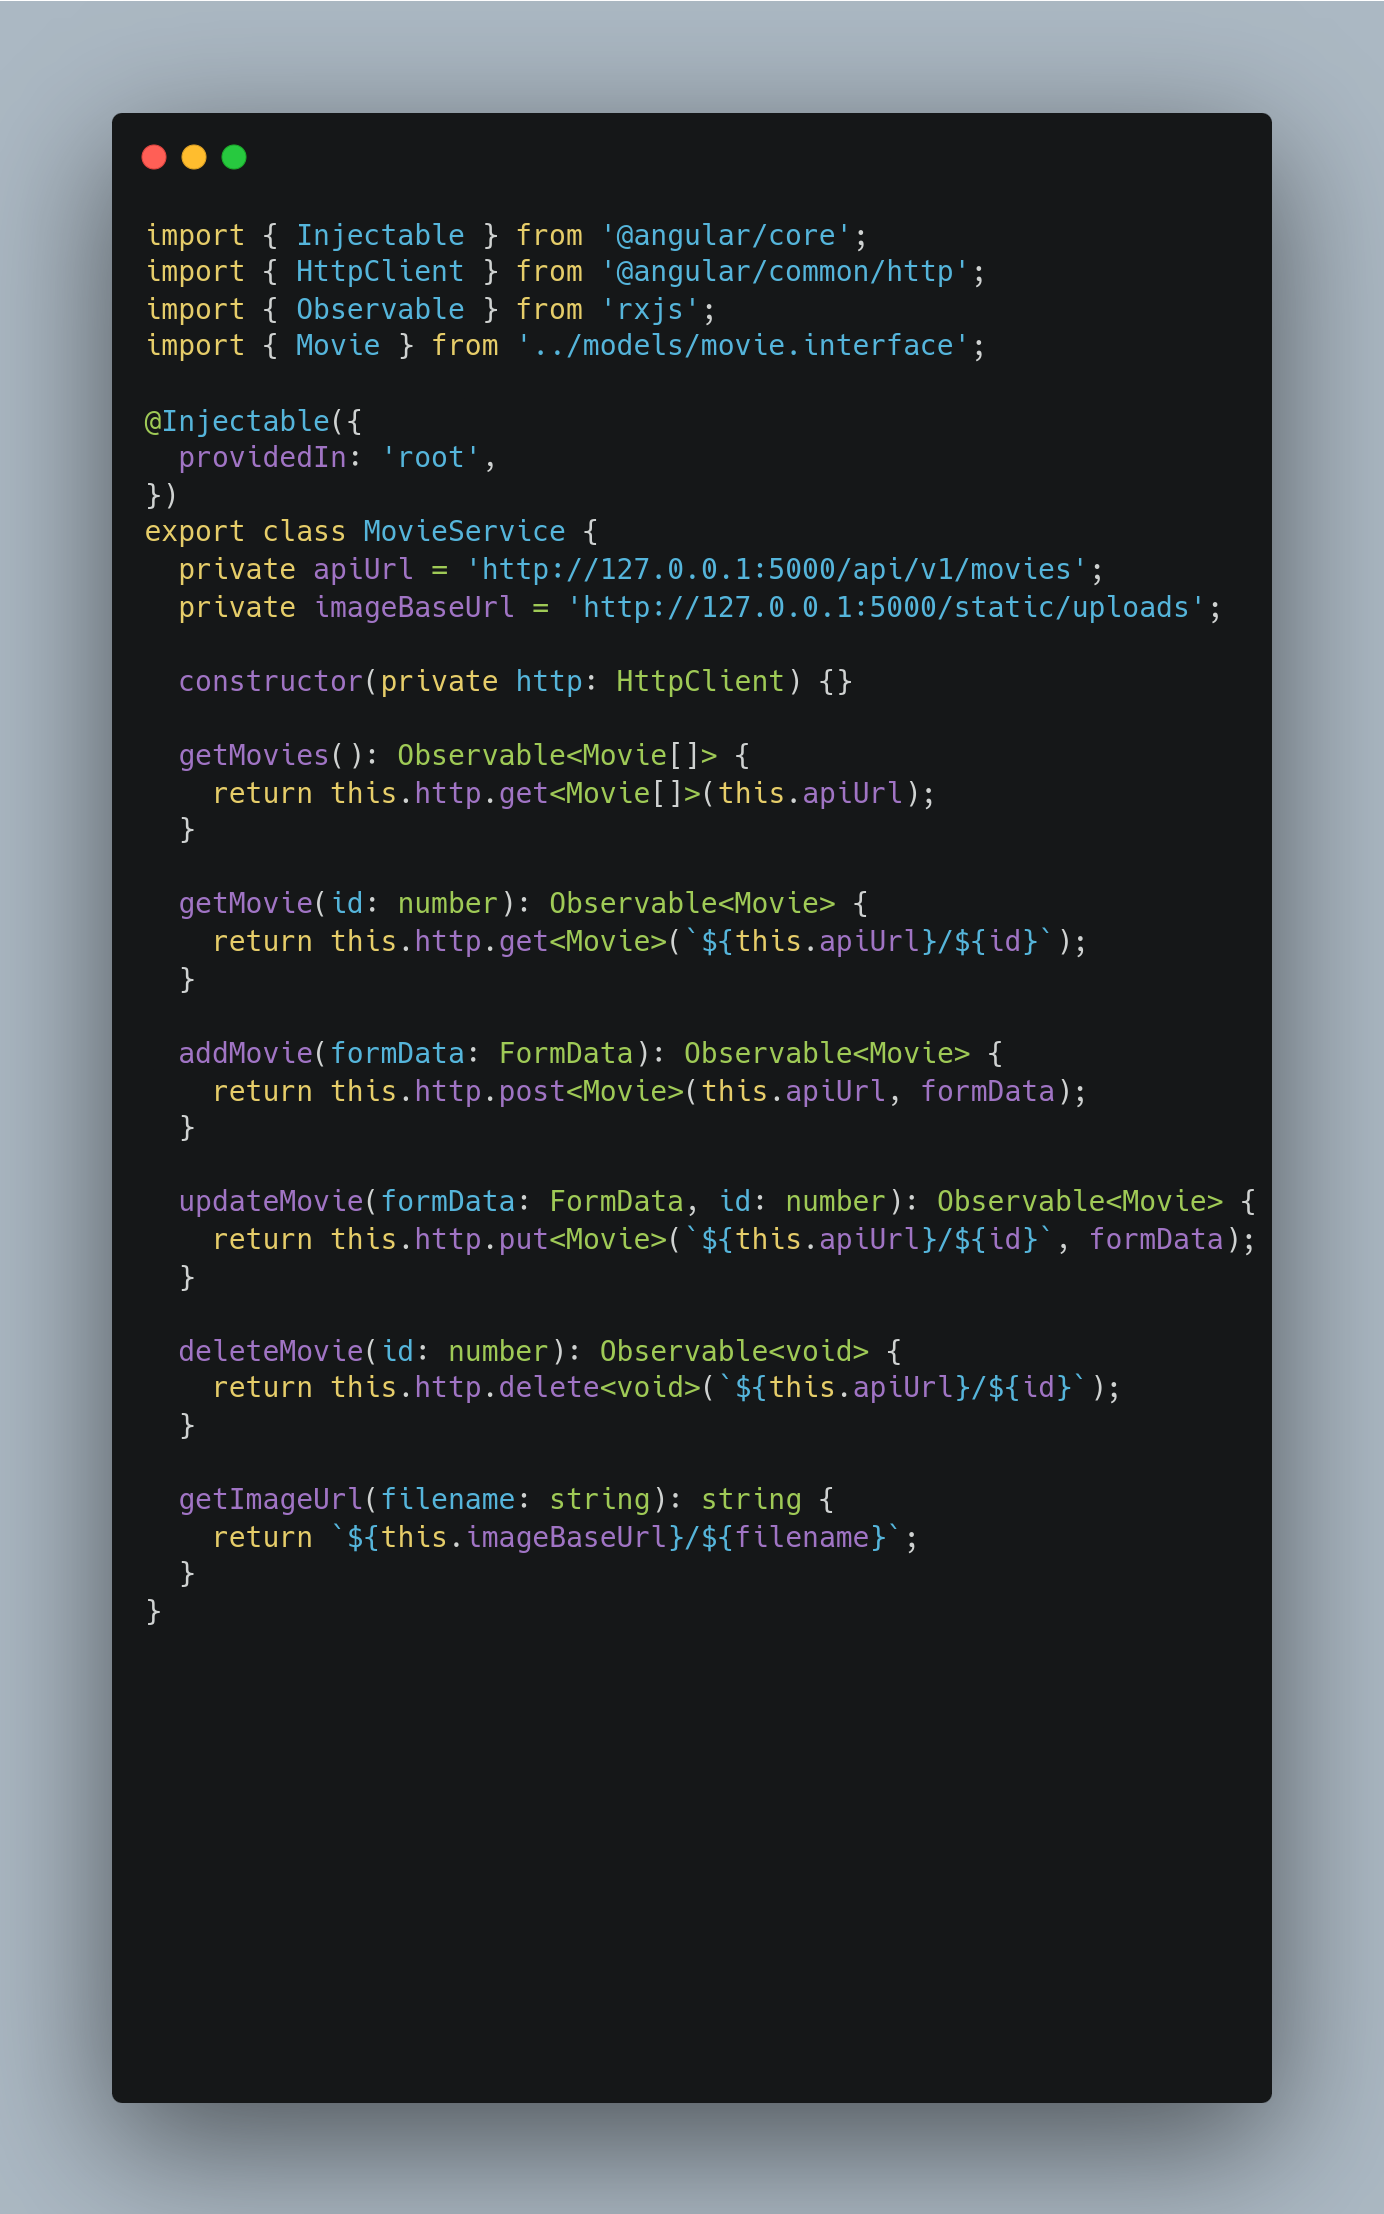 import { Injectable } from '@angular/core';
import { HttpClient } from '@angular/common/http';
import { Observable } from 'rxjs';
import { Movie } from '../models/movie.interface';

@Injectable({
  providedIn: 'root',
})
export class MovieService {
  private apiUrl = 'http://127.0.0.1:5000/api/v1/movies';
  private imageBaseUrl = 'http://127.0.0.1:5000/static/uploads';

  constructor(private http: HttpClient) {}

  getMovies(): Observable<Movie[]> {
    return this.http.get<Movie[]>(this.apiUrl);
  }

  getMovie(id: number): Observable<Movie> {
    return this.http.get<Movie>(`${this.apiUrl}/${id}`);
  }

  addMovie(formData: FormData): Observable<Movie> {
    return this.http.post<Movie>(this.apiUrl, formData);
  }

  updateMovie(formData: FormData, id: number): Observable<Movie> {
    return this.http.put<Movie>(`${this.apiUrl}/${id}`, formData);
  }

  deleteMovie(id: number): Observable<void> {
    return this.http.delete<void>(`${this.apiUrl}/${id}`);
  }

  getImageUrl(filename: string): string {
    return `${this.imageBaseUrl}/${filename}`;
  }
}